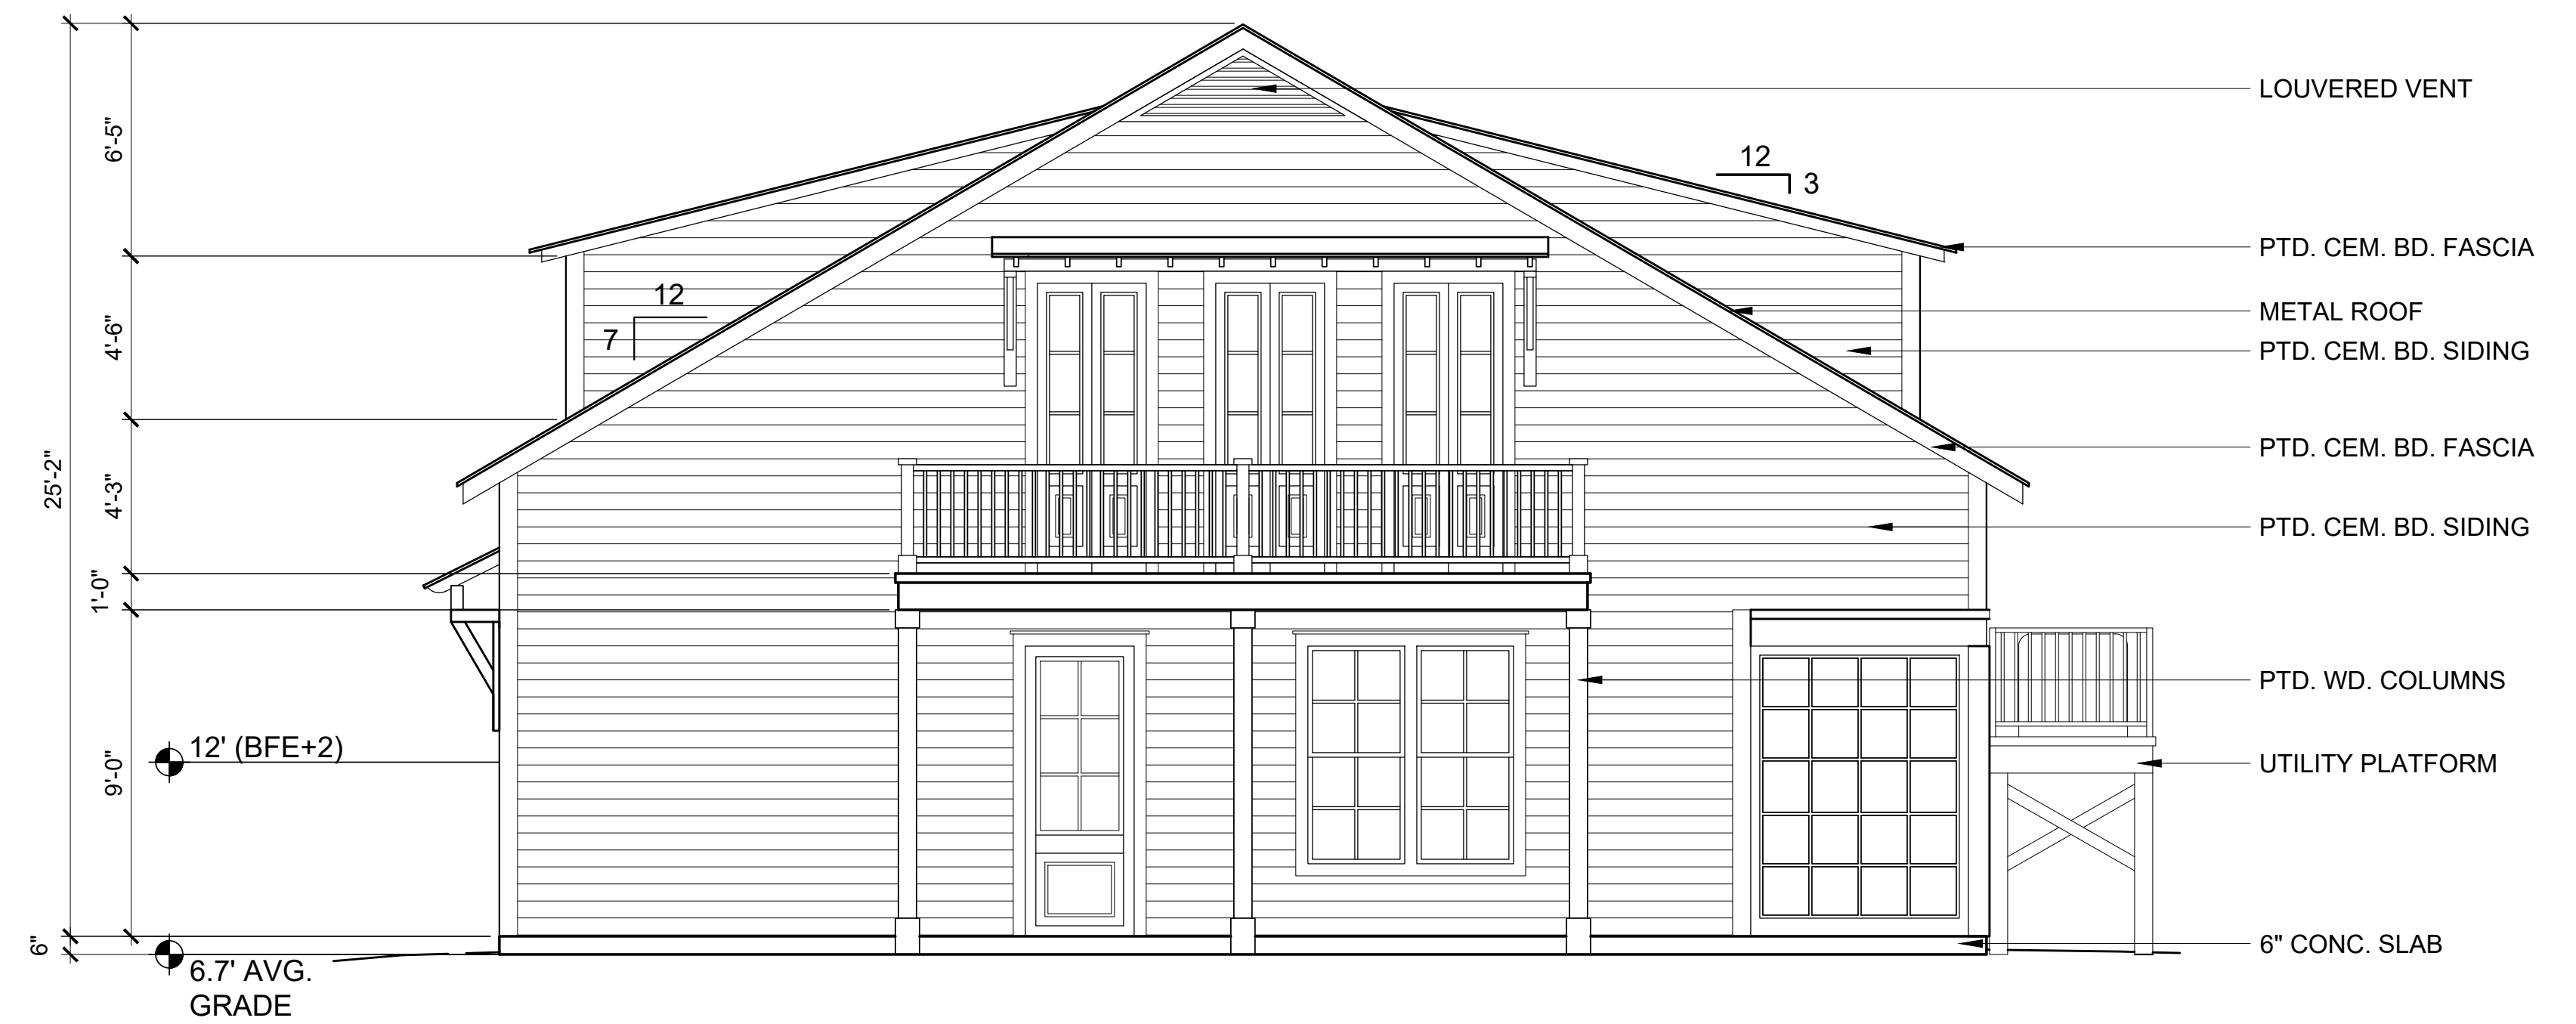 LOUVERED VENT
6'-5"
12
3
PTD. CEM. BD. FASCIA
12
7
METAL ROOF
4'-6"
PTD. CEM. BD. SIDING
PTD. CEM. BD. FASCIA
25'-2"
4'-3"
PTD. CEM. BD. SIDING
1'-0"
PTD. WD. COLUMNS
12' (BFE+2)
UTILITY PLATFORM
9'-0"
6"
6" CONC. SLAB
6.7' AVG.
GRADE